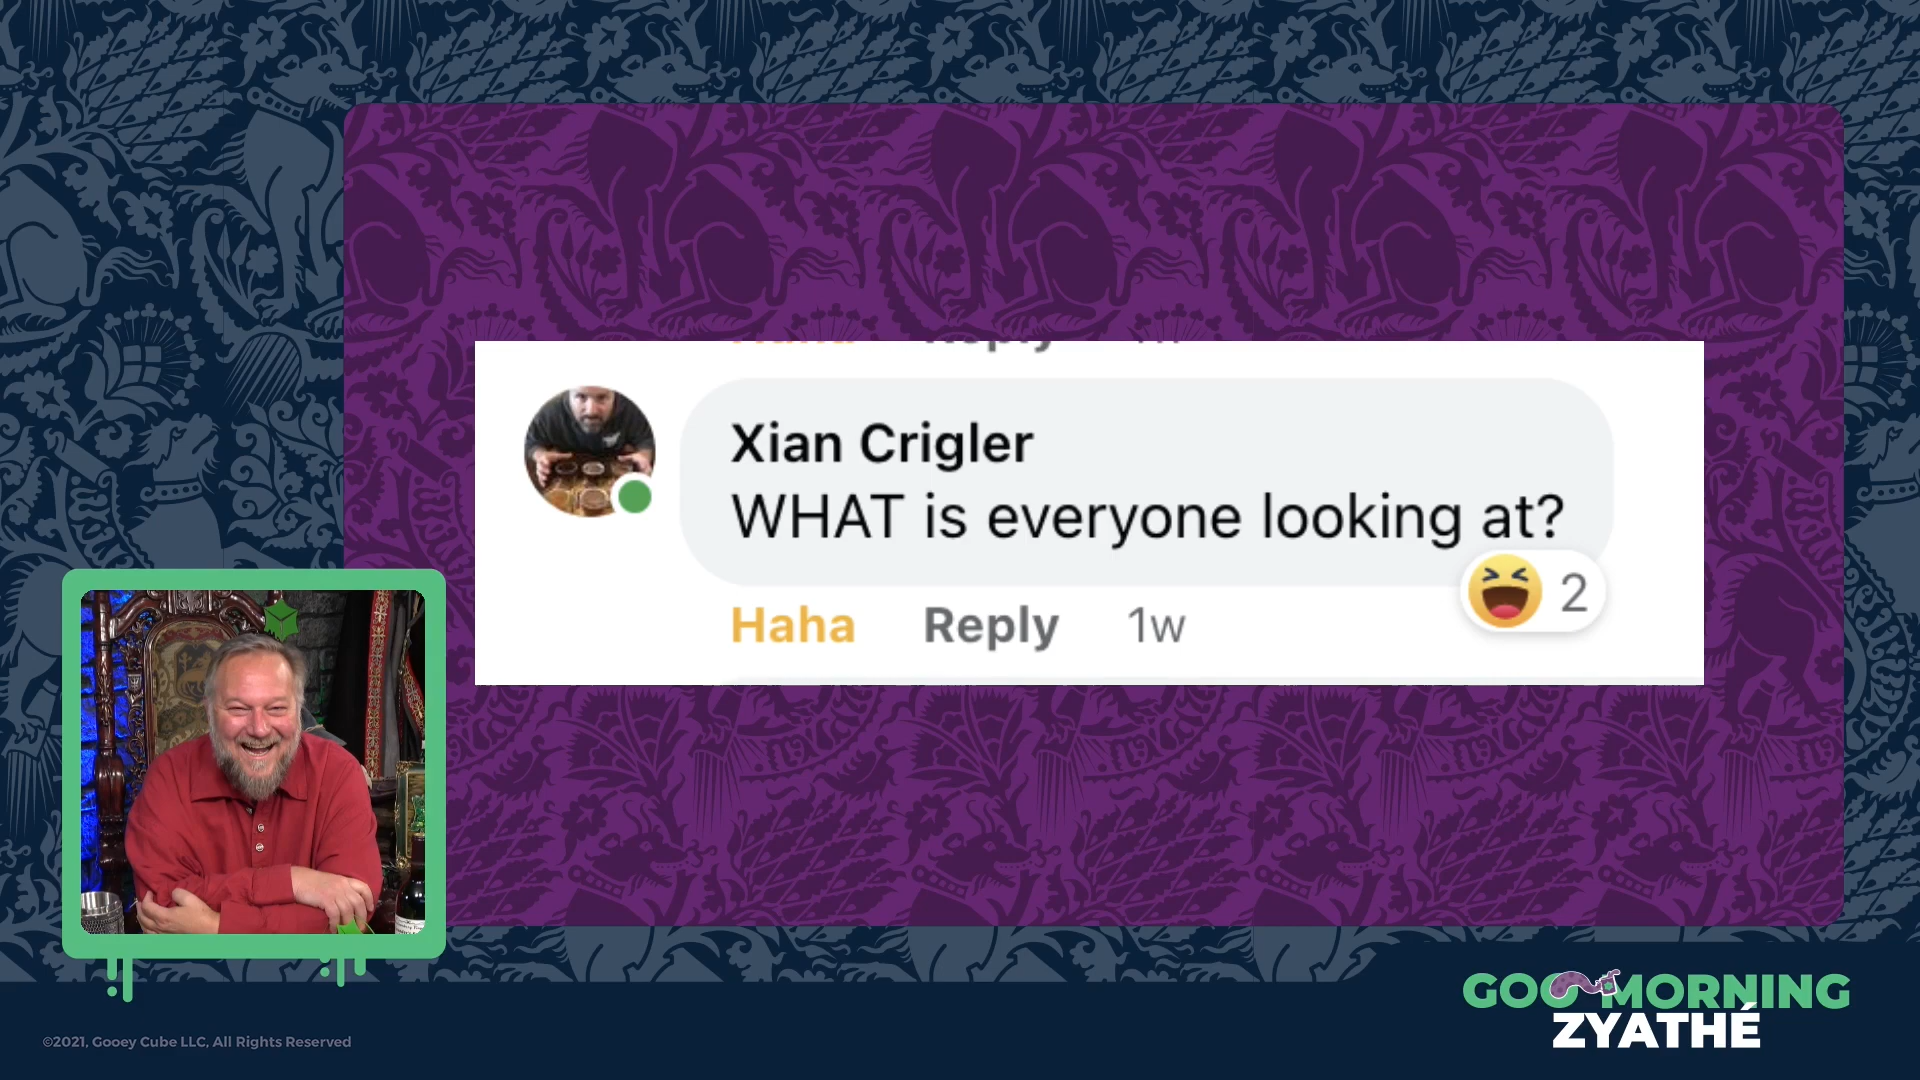 Xian Crigler
WHAT is everyone looking at?
2
Haha Reply 1w
GOO MORNING
ZYATHÉ
©2021, Gooey Cube LLC, All Rights Reserved